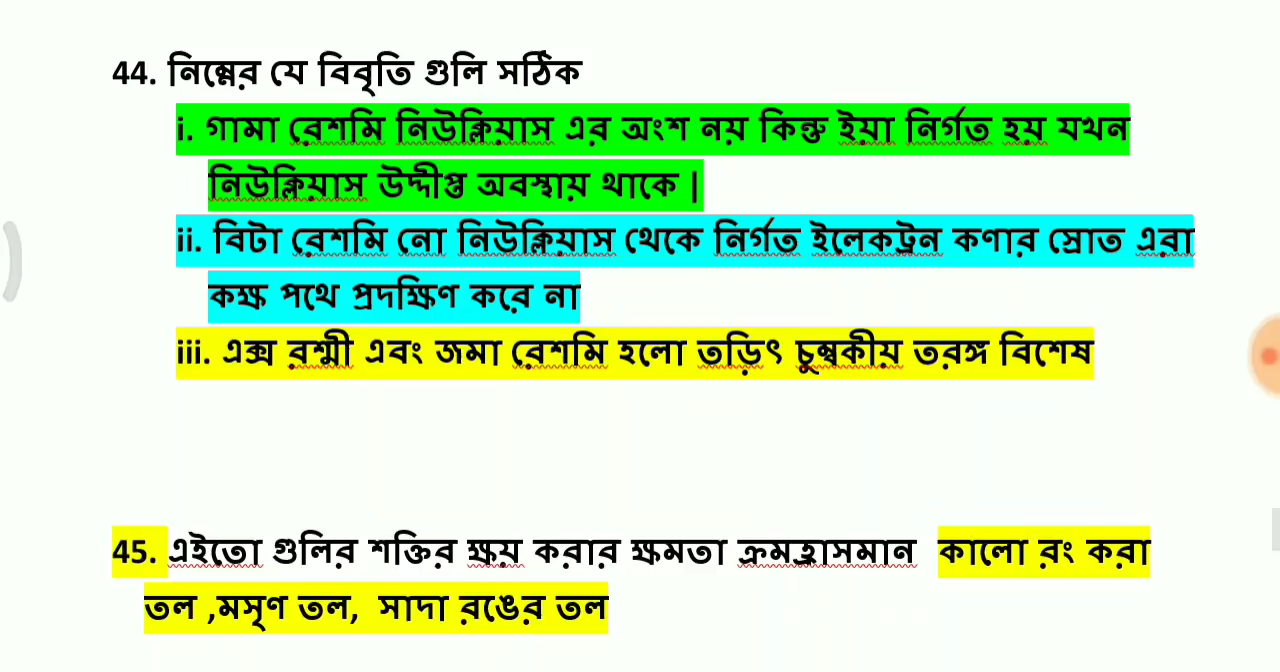 44. নিম্নের যে বিবৃতি গুলি সঠিক
i. গামা রেশমি নিউক্লিয়াস এর অংশ নয় কিন্তু ইয়া নির্গত হয় যখন
নিউক্লিয়াস উদ্দীপ্ত অবস্থায় থাকে |
ii. বিটা রেশমি নো নিউক্লিয়াস থেকে নির্গত ইলেকট্রন কণার স্রোত এরা
কক্ষ পথে প্রদক্ষিণ করে না
iii. এক্স রশ্মী এবং জমা রেশমি হলো তড়িৎ চুম্বকীয় তরঙ্গ বিশেষ
45. এইতো গুলির শক্তির ক্ষয় করার ক্ষমতা ক্রমহ্রাসমান কালো রং করা
তল ,মসৃণ তল, সাদা রঙের তল